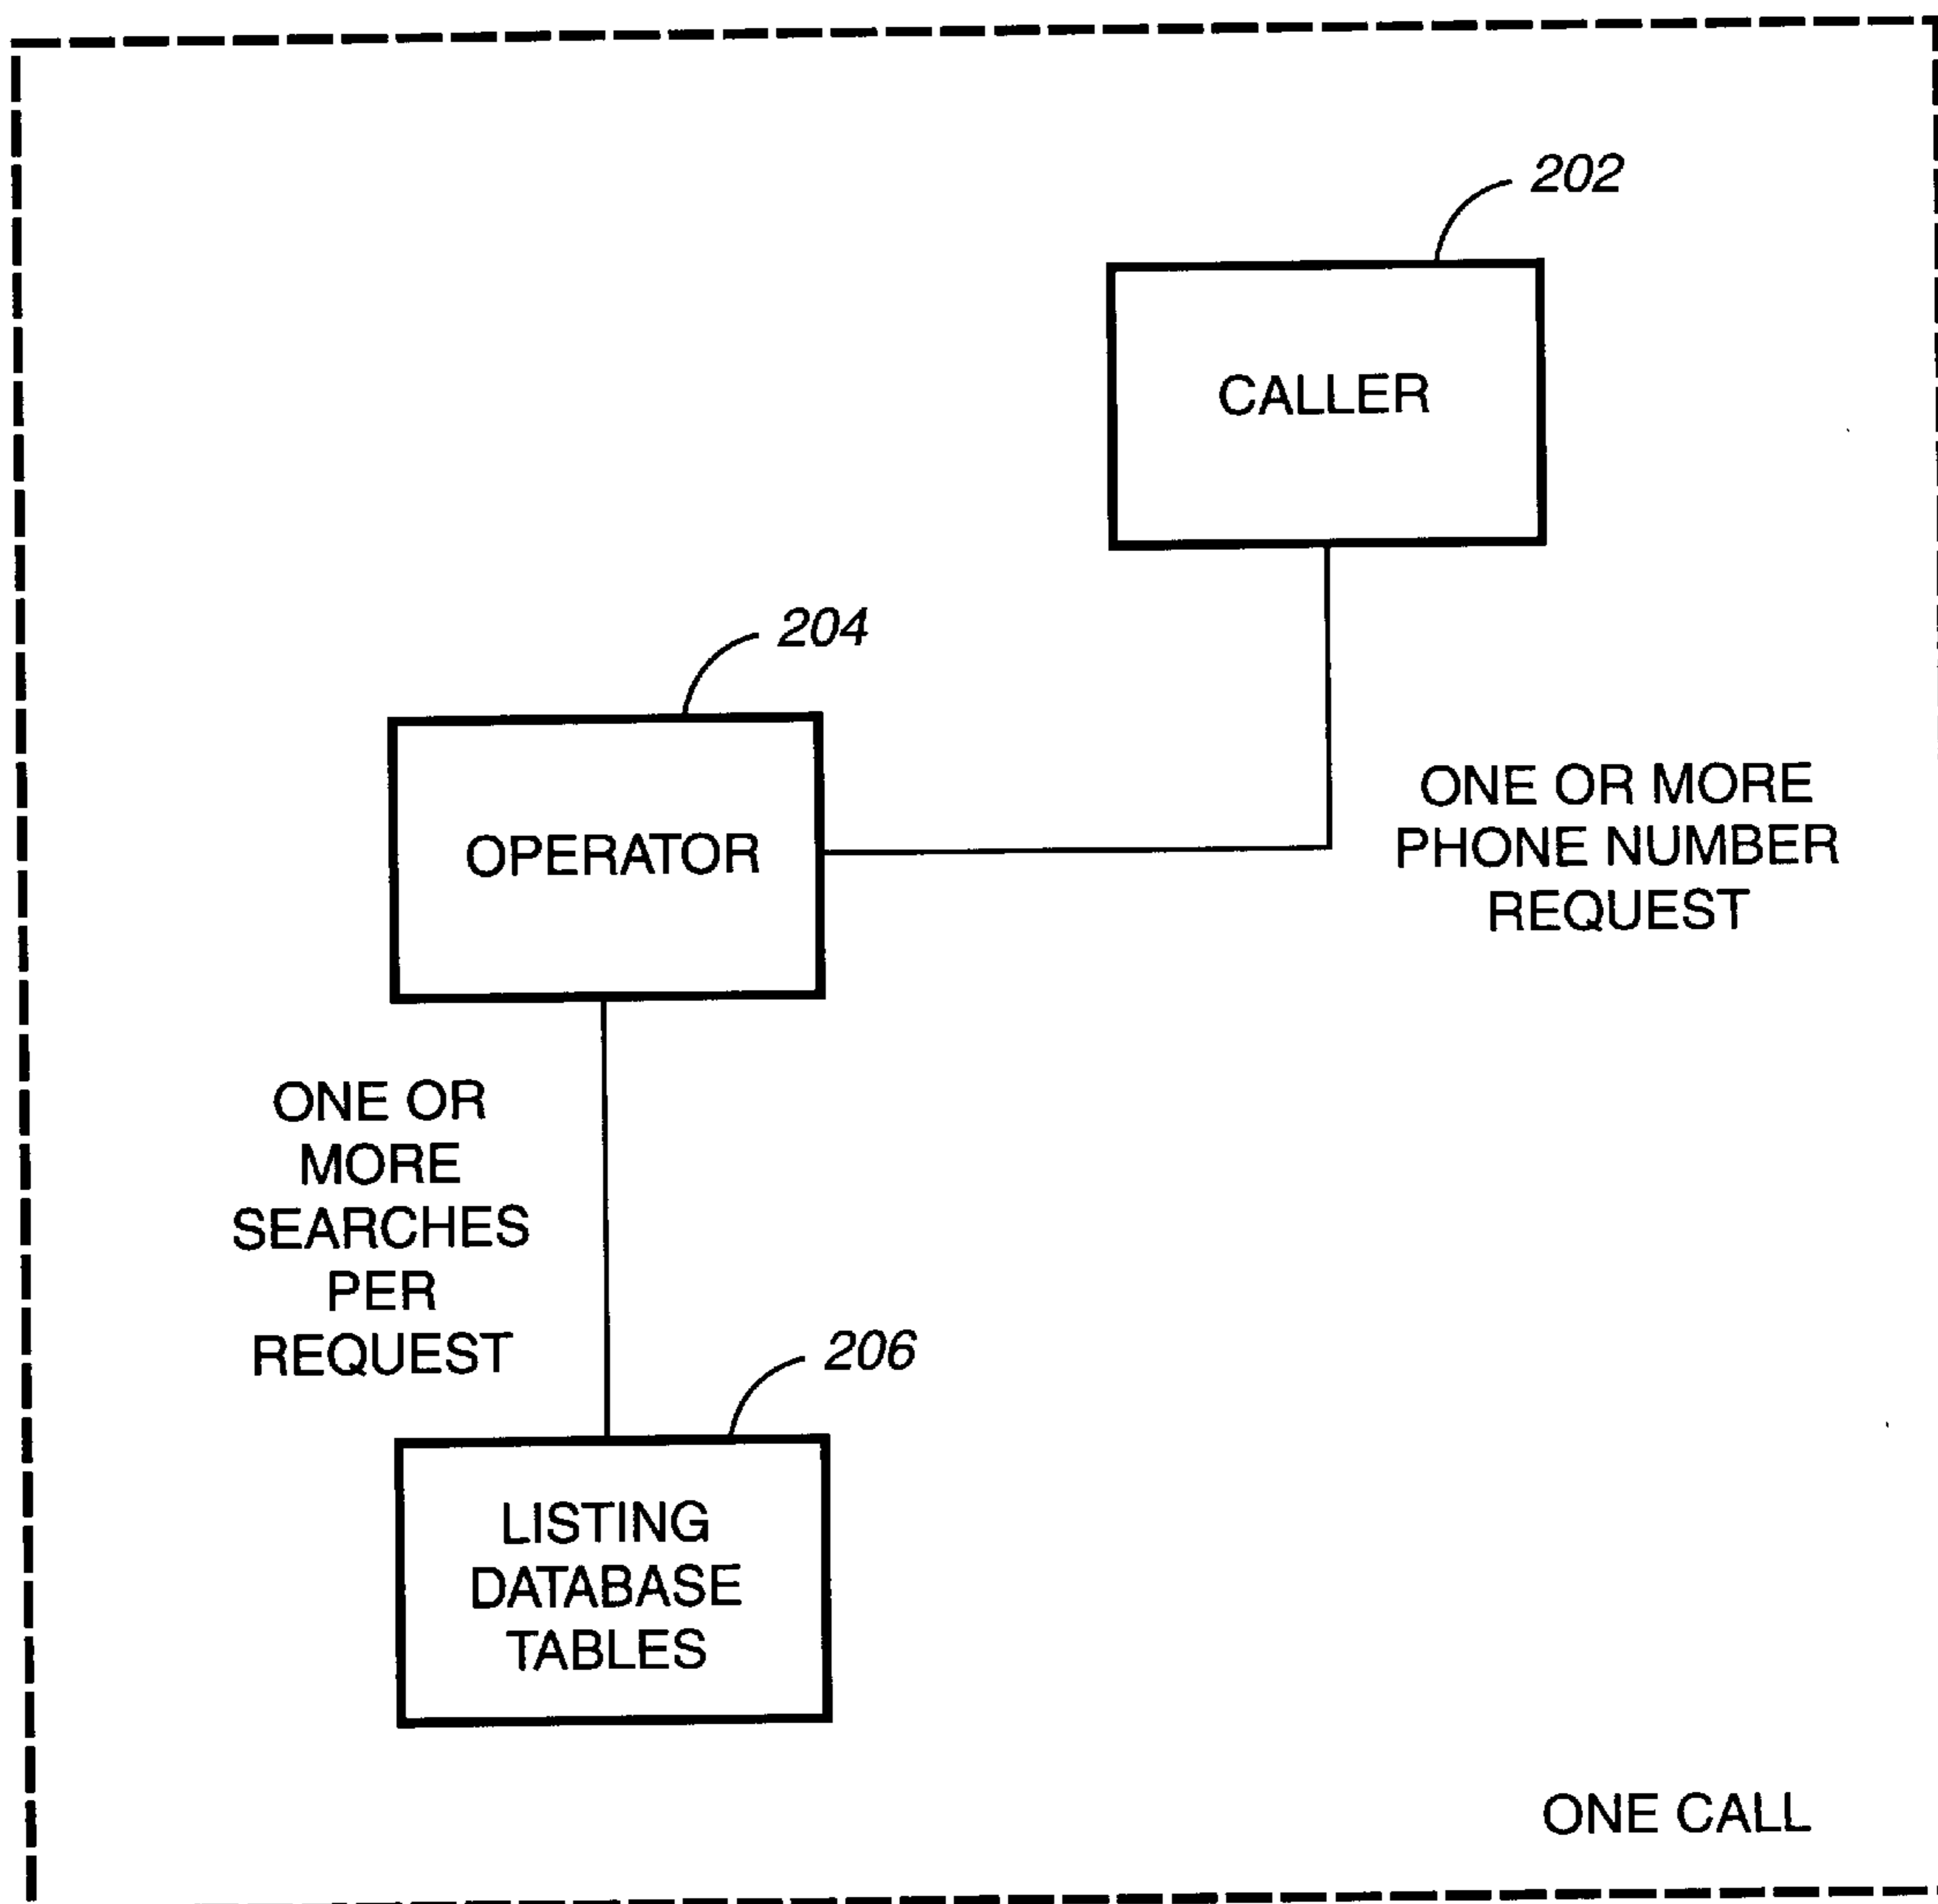 202
CALLER
204
OPERATOR
ONE OR MORE
PHONE NUMBER
REQUEST
ONE OR
MORE
SEARCHES
PER
REQUEST
206
LISTING
DATABASE
TABLES
ONE CALL